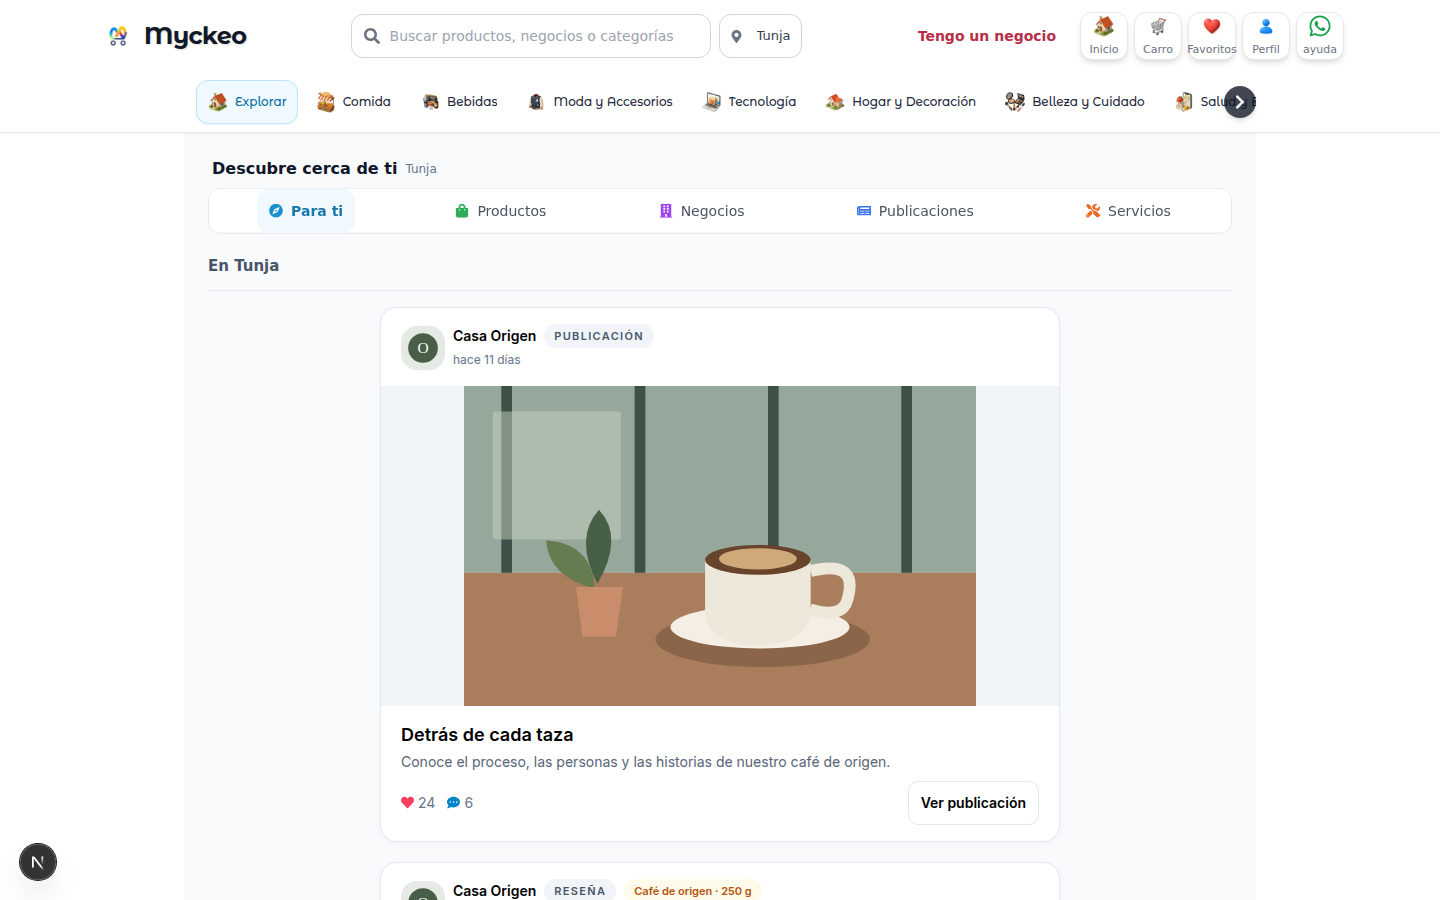 Myckeo
Buscar productos, negocios o categorías
Tunja
Tengo un negocio
Inicio
Carro
Favoritos
Perfil
ayuda
Explorar
Comida
Bebidas
Moda y Accesorios
Tecnología
Hogar y Decoración
Belleza y Cuidado
Salud
Descubre cerca de ti Tunja
Para ti
Productos
Negocios
Publicaciones
Servicios
En Tunja
O
Casa Origen PUBLICACIÓN
hace 11 días
Detrás de cada taza
Conoce el proceso, las personas y las historias de nuestro café de origen.
24 6
Ver publicación
N
Casa Origen RESEÑA Café de origen · 250 g